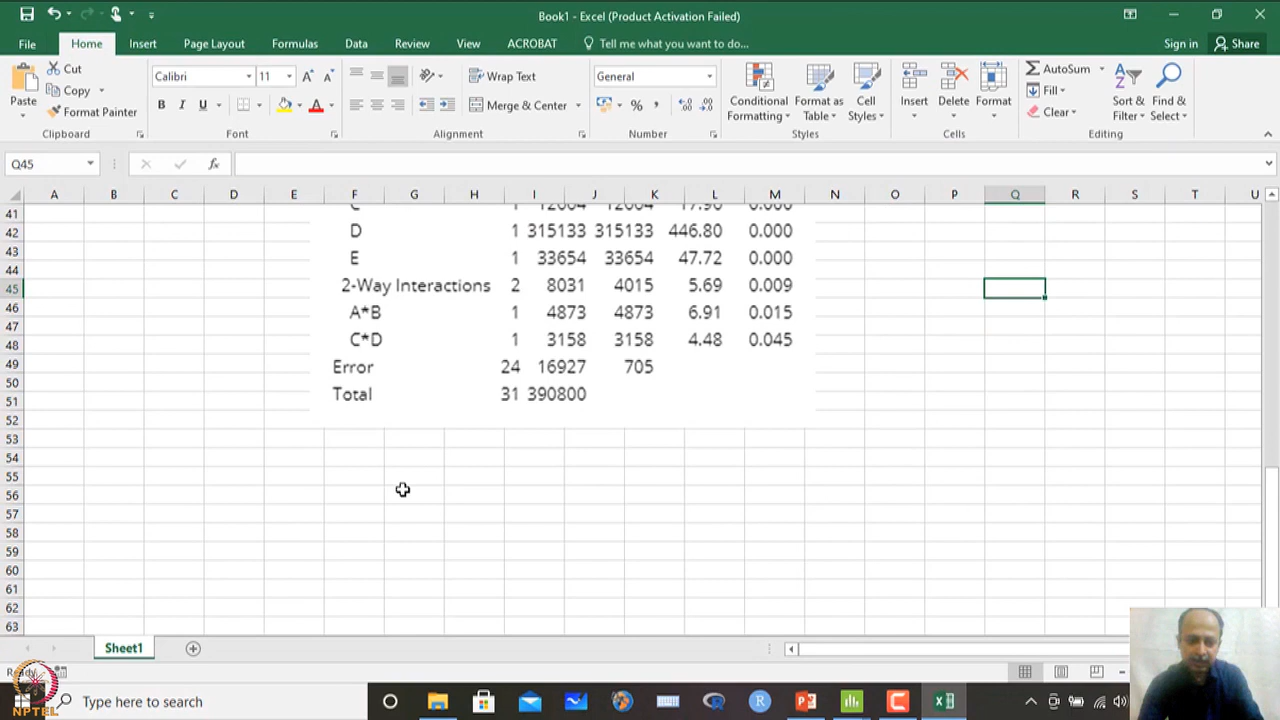 Book1 - Excel (Product Activation Failed)
File Home Insert Page Layout Formulas Data Review View ACROBAT Tell me what you want to do... Sign in Share
Cut
Copy
Format Painter
Paste
Calibri 11
B I U A
Wrap Text
Merge & Center
General
% ,
Conditional Formatting
Format as Table
Cell Styles
Insert Delete Format
AutoSum
Fill
Clear
Sort & Filter
Find & Select
Clipboard Font Alignment Number Styles Cells Editing
Q45 fx
A B C D E F G H I J K L M N O P Q R S T U
41 C 1 12004 12004 17.90 0.000
42 D 1 315133 315133 446.80 0.000
43 E 1 33654 33654 47.72 0.000
44
45 2-Way Interactions 2 8031 4015 5.69 0.009
46 A*B 1 4873 4873 6.91 0.015
47
48 C*D 1 3158 3158 4.48 0.045
49 Error 24 16927 705
50
51 Total 31 390800
52
53
54
55
56
57
58
59
60
61
62
63
Sheet1
Ready
NPTEL
Type here to search